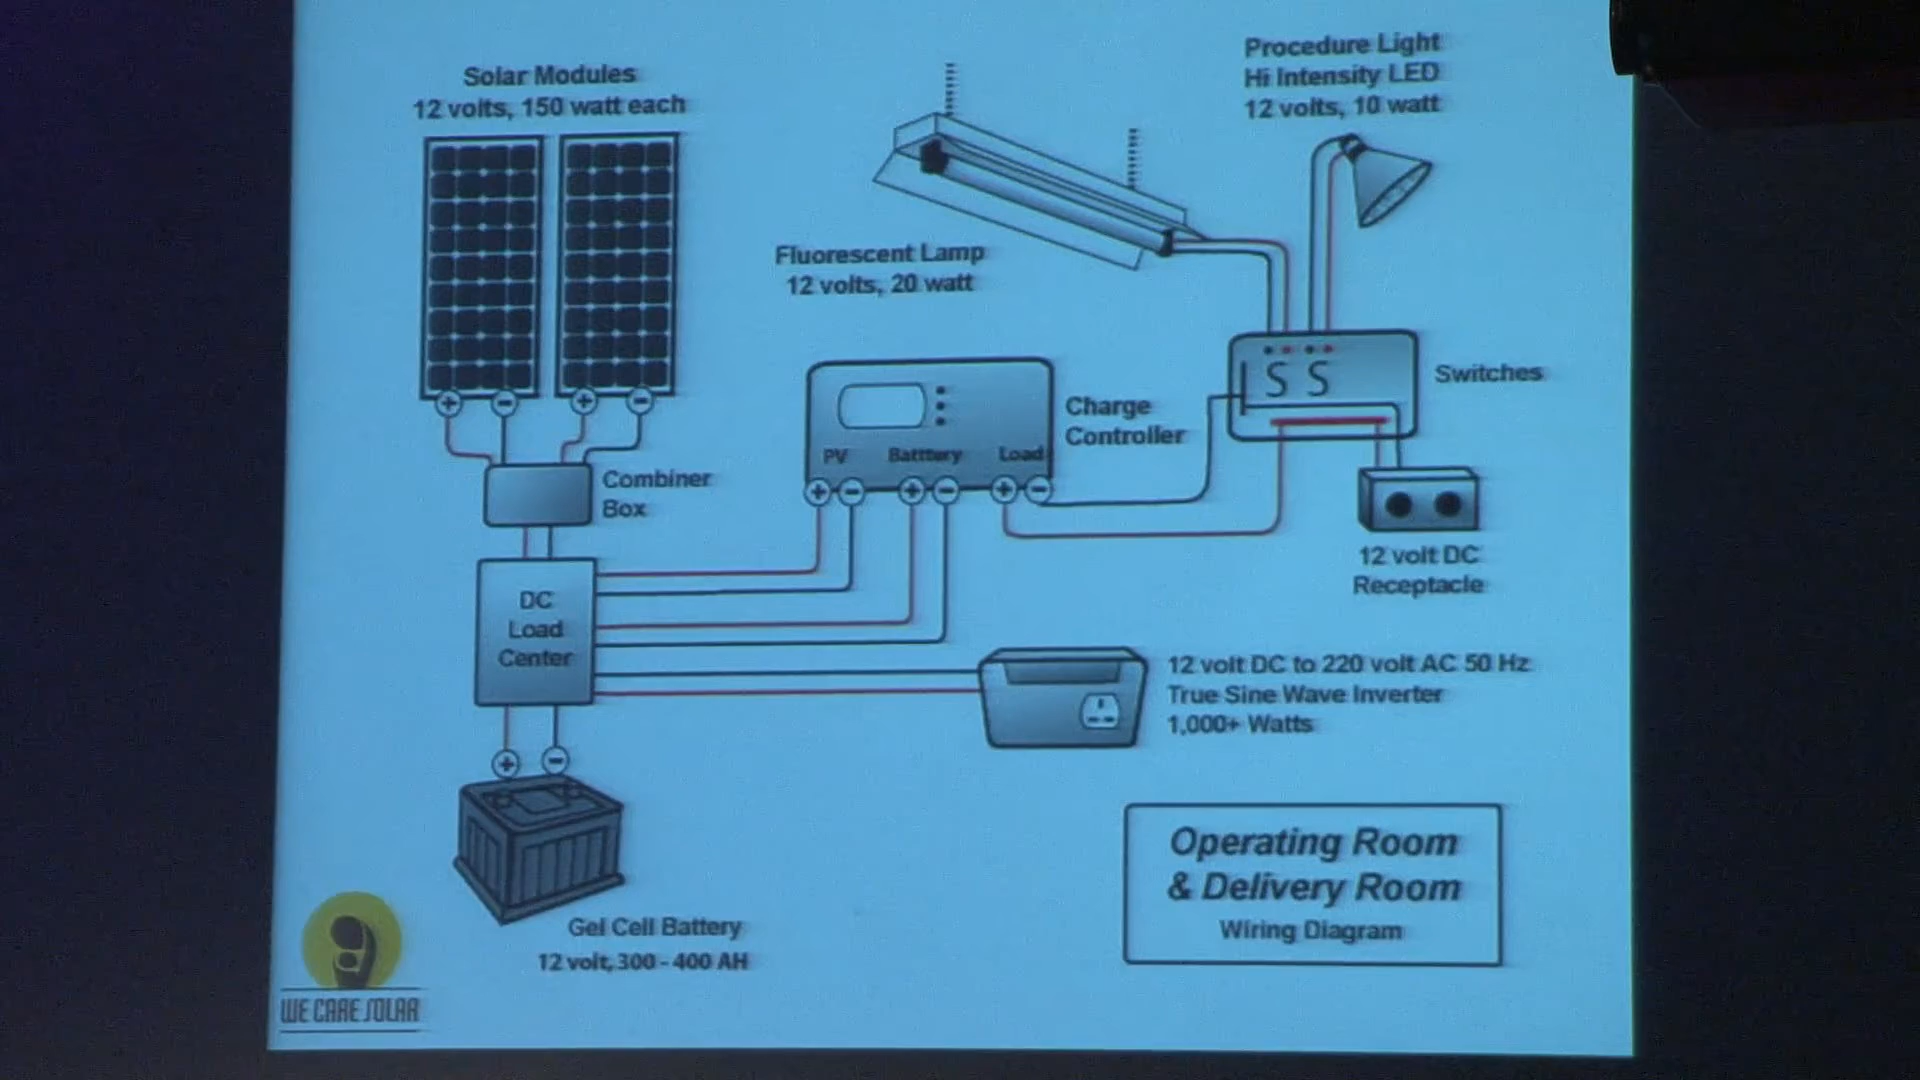 Solar Modules
12 volts, 150 watt each
Procedure Light
Hi Intensity LED
12 volts, 10 watt
Fluorescent Lamp
12 volts, 20 watt
Switches
S S
Charge
Controller
PV Batttery Load
+ - + - + -
+ - + -
Combiner
Box
12 volt DC
Receptacle
DC
Load
Center
12 volt DC to 220 volt AC 50 Hz
True Sine Wave Inverter
1,000+ Watts
+ -
Gel Cell Battery
12 volt, 300 - 400 AH
Operating Room
& Delivery Room
Wiring Diagram
WE CARE SOLAR